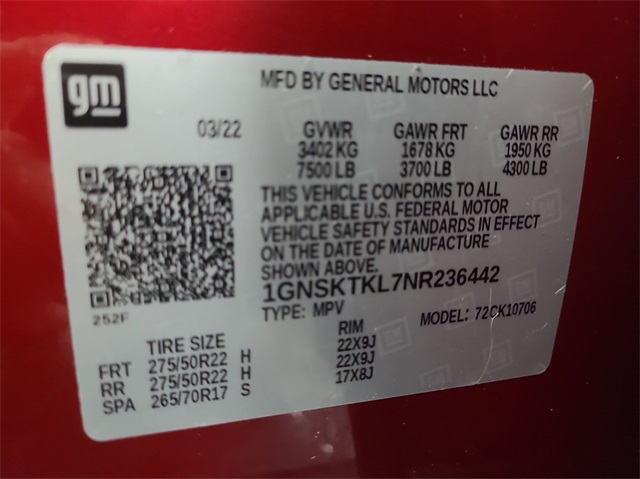 gm
MFD BY GENERAL MOTORS LLC
03/22
GVWR GAWR FRT GAWR RR
3402 KG 1678 KG 1950 KG
7500 LB 3700 LB 4300 LB
THIS VEHICLE CONFORMS TO ALL
APPLICABLE U.S. FEDERAL MOTOR
VEHICLE SAFETY STANDARDS IN EFFECT
ON THE DATE OF MANUFACTURE
SHOWN ABOVE.
1GNSKTKL7NR236442
TYPE: MPV MODEL: 72CK10706
252F
TIRE SIZE RIM
FRT 275/50R22 H 22X9J
RR 275/50R22 H 22X9J
SPA 265/70R17 S 17X8J